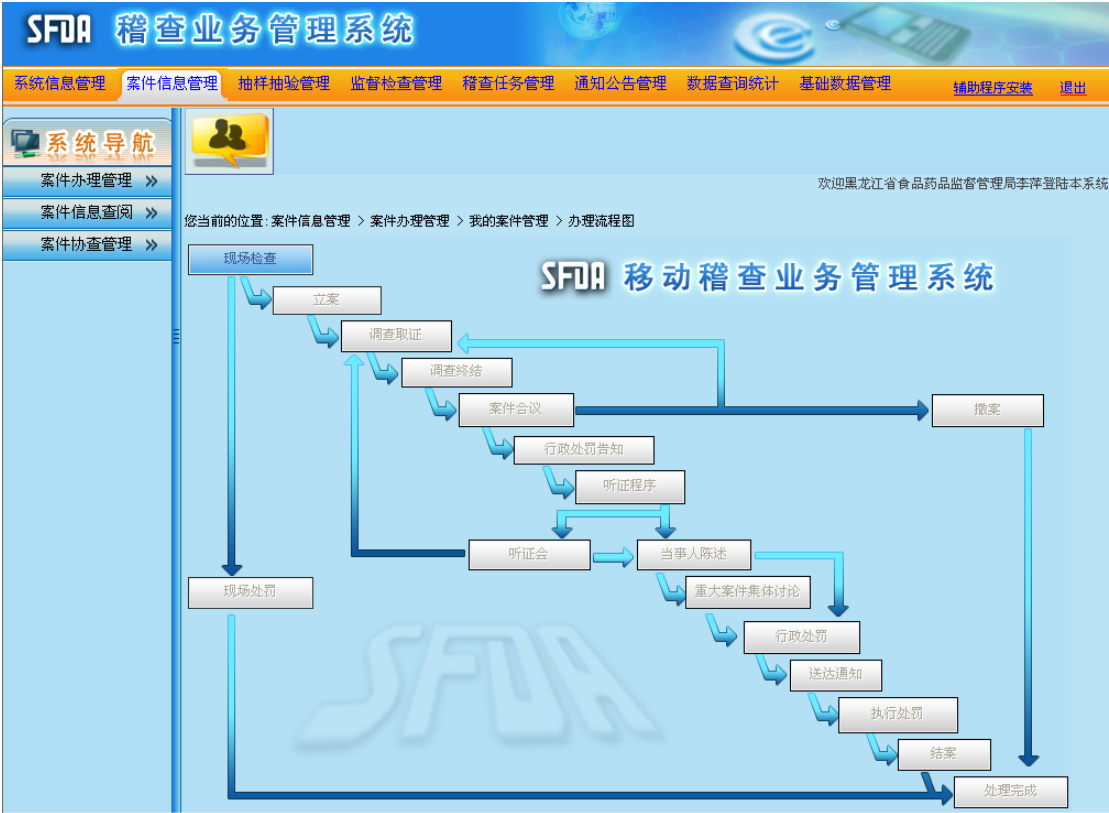 SFDA 稽查业务管理系统
系统信息管理 案件信息管理 抽样抽验管理 监督检查管理 稽查任务管理 通知公告管理 数据查询统计 基础数据管理 辅助程序安装 退出
系统导航
案件办理管理 »
案件信息查阅 »
案件协查管理 »
欢迎黑龙江省食品药品监督管理局李萍登陆本系统
您当前的位置: 案件信息管理 > 案件办理管理 > 我的案件管理 > 办理流程图
SFDA 移动稽查业务管理系统
现场检查
立案
调查取证
调查终结
案件合议
撤案
行政处罚告知
听证程序
听证会
当事人陈述
现场处罚
重大案件集体讨论
行政处罚
送达通知
执行处罚
结案
处理完成
SFDA